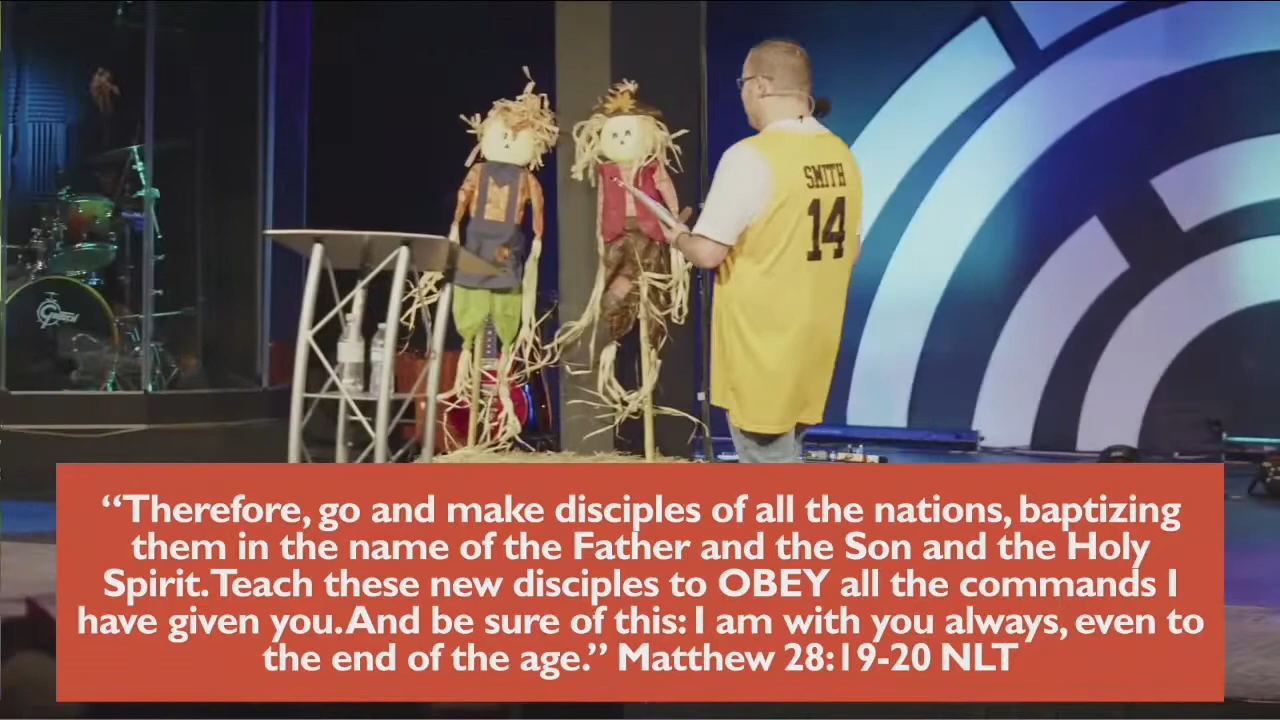 SMITH
14
“Therefore, go and make disciples of all the nations, baptizing
them in the name of the Father and the Son and the Holy
Spirit. Teach these new disciples to OBEY all the commands I
have given you. And be sure of this: I am with you always, even to
the end of the age.” Matthew 28:19-20 NLT